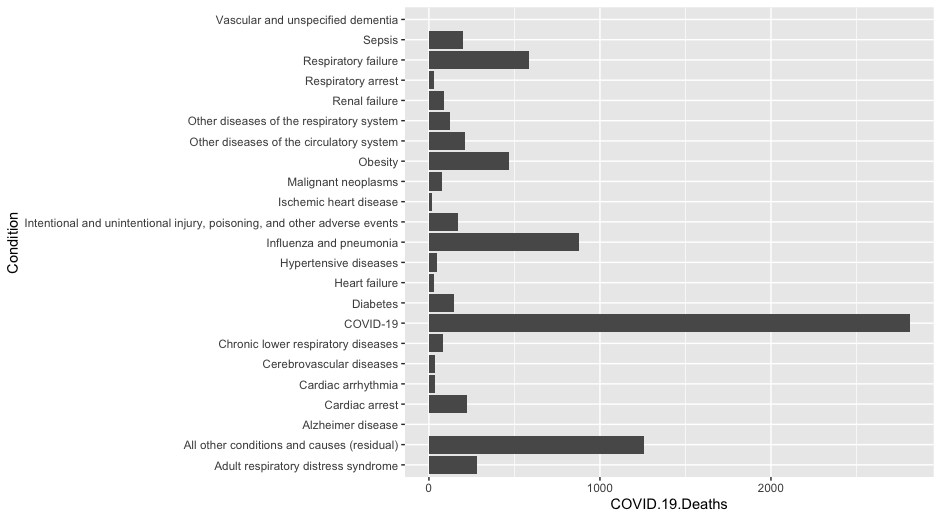 Vascular and unspecified dementia
Sepsis
Respiratory failure
Respiratory arrest
Renal failure
Other diseases of the respiratory system
Other diseases of the circulatory system
Obesity
Malignant neoplasms
Ischemic heart disease
Intentional and unintentional injury, poisoning, and other adverse events
Influenza and pneumonia
Hypertensive diseases
Heart failure
Diabetes
COVID-19
Chronic lower respiratory diseases
Cerebrovascular diseases
Cardiac arrhythmia
Cardiac arrest
Alzheimer disease
All other conditions and causes (residual)
Adult respiratory distress syndrome
Condition
0 1000 2000
COVID.19.Deaths